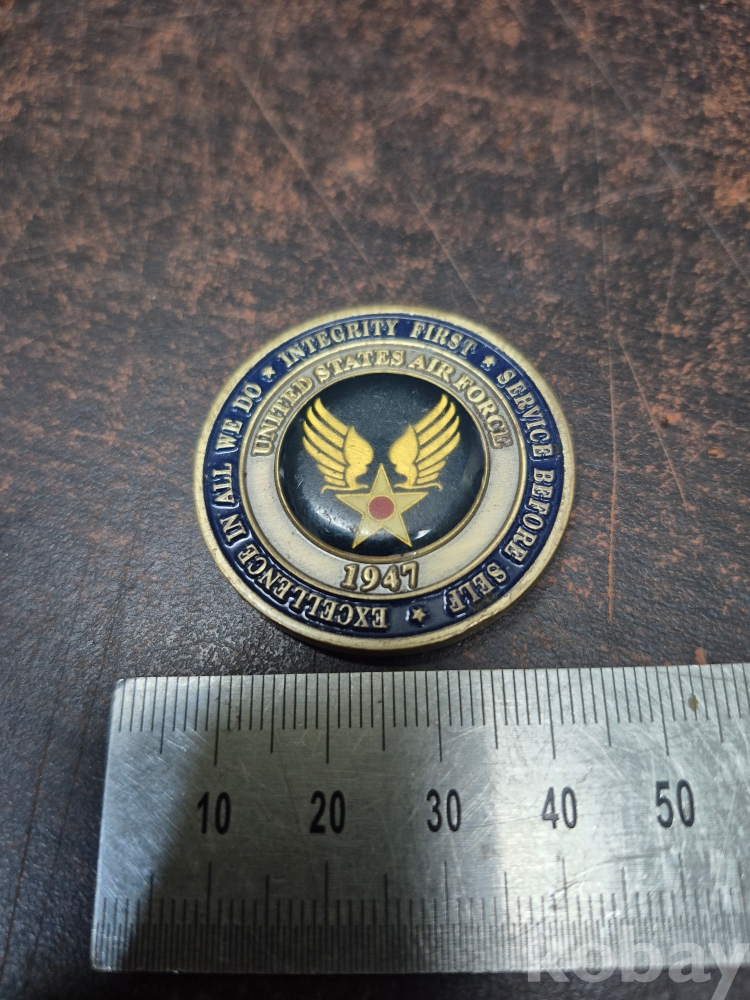 INTEGRITY FIRST ★ SERVICE BEFORE SELF ★ EXCELLENCE IN ALL WE DO ★
UNITED STATES AIR FORCE
1947
10 20 30 40 50
kobay